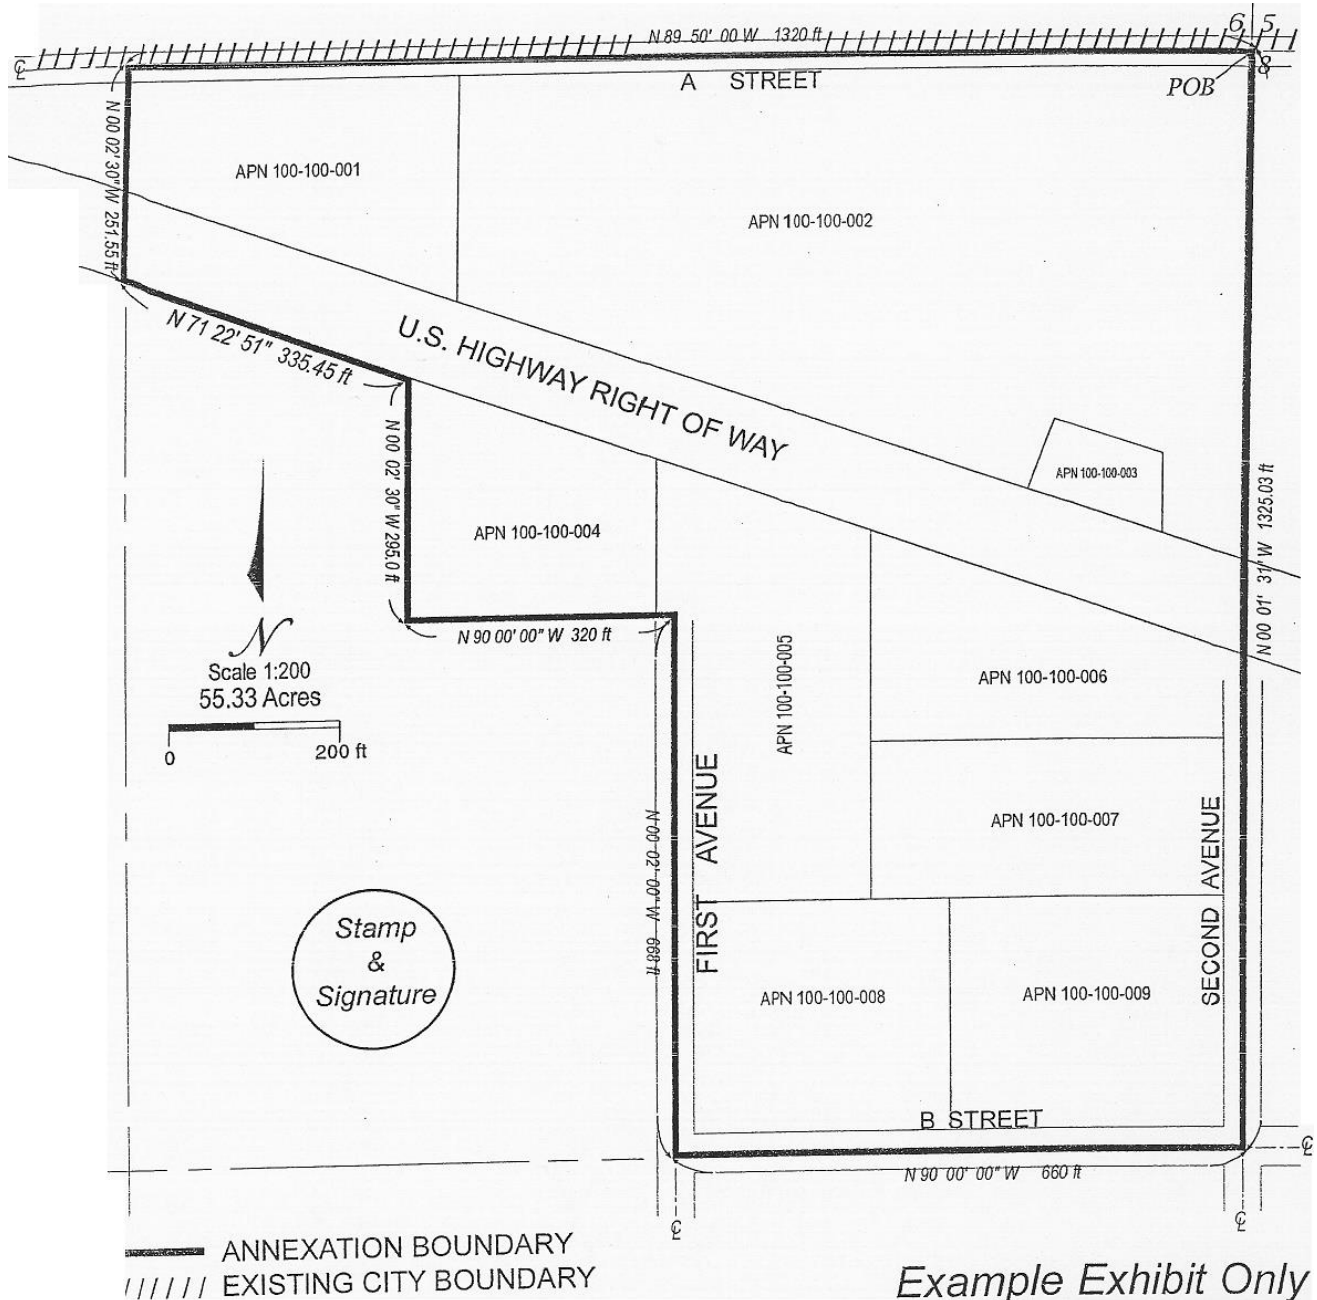 N 89 50' 00 W 1320 ft
6 5
8
℄
A STREET
POB
N 00 02' 30" W 251.55 ft
APN 100-100-001
APN 100-100-002
N 71 22' 51" 335.45 ft
U.S. HIGHWAY RIGHT OF WAY
APN 100-100-003
N 00 02' 30" W 295.0 ft
APN 100-100-004
N 00 01' 31" W 1325.03 ft
N 90 00' 00" W 320 ft
N
Scale 1:200
55.33 Acres
0 200 ft
APN 100-100-005
APN 100-100-006
APN 100-100-007
FIRST AVENUE
SECOND AVENUE
N 00 02' 00" W 668 ft
Stamp
&
Signature
APN 100-100-008
APN 100-100-009
B STREET
℄
N 90 00' 00" W 660 ft
℄
℄
ANNEXATION BOUNDARY
EXISTING CITY BOUNDARY
Example Exhibit Only